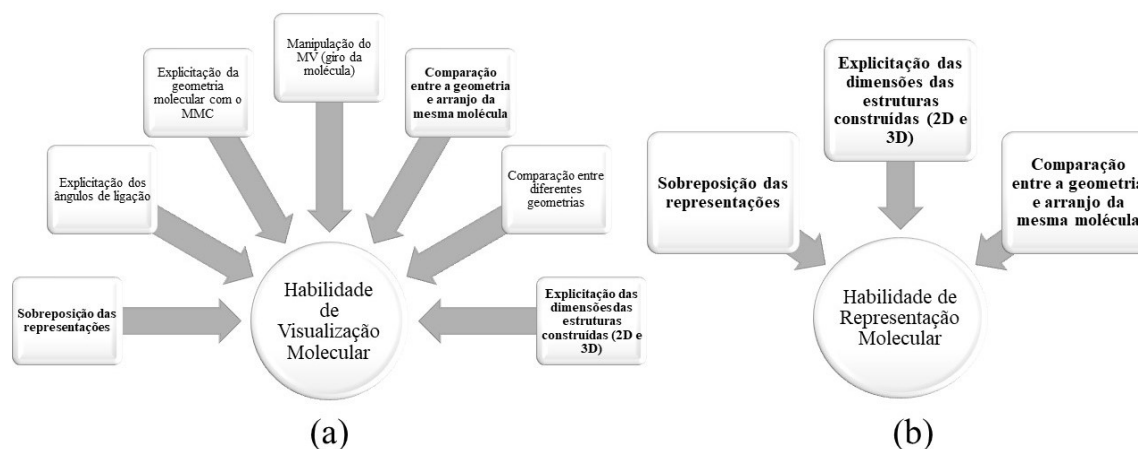 Manipulação do
MV (giro da
molécula)
Explicitação da
geometria
molecular com o
MMC
Comparação
entre a geometria
e arranjo da
mesma molécula
Explicitação dos
ângulos de ligação
Comparação entre
diferentes
geometrias
Sobreposição das
representações
Habilidade
de
Visualização
Molecular
Explicitação das
dimensões das
estruturas
construídas (2D e
3D)
(a)
Explicitação das
dimensões das
estruturas
construídas (2D e
3D)
Sobreposição das
representações
Comparação
entre a geometria
e arranjo da
mesma molécula
Habilidade de
Representação
Molecular
(b)